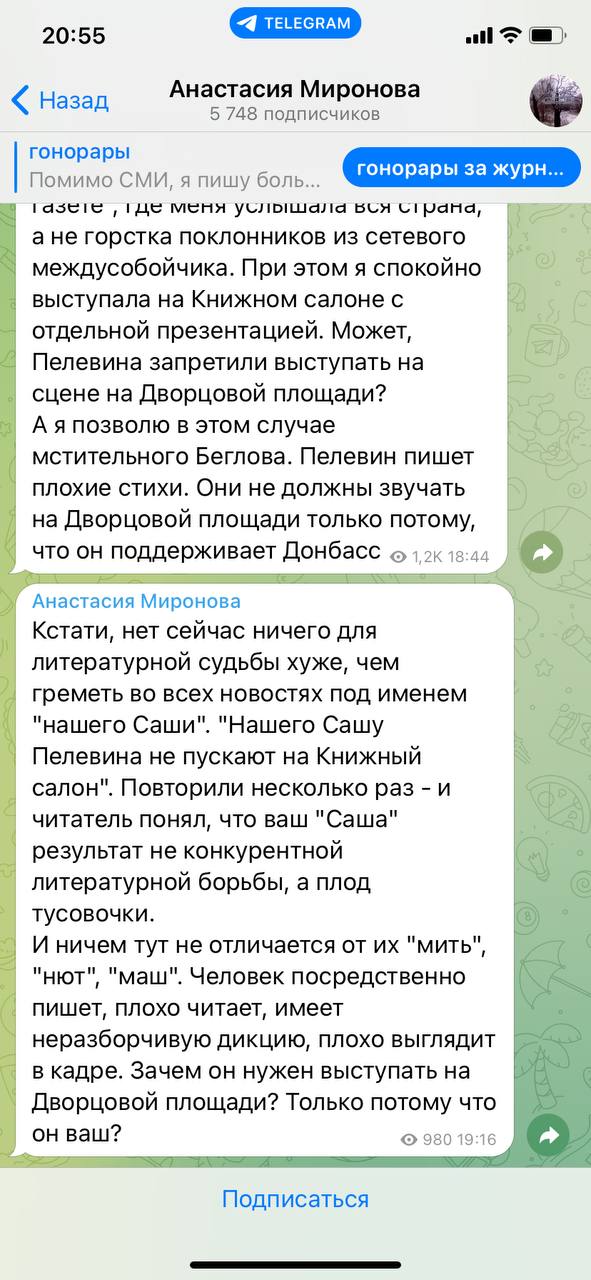 20:55
TELEGRAM
Назад
Анастасия Миронова
5 748 подписчиков
гонорары
Помимо СМИ, я пишу боль...
гонорары за журн...
газете", где меня услышала вся страна,
а не горстка поклонников из сетевого
междусобойчика. При этом я спокойно
выступала на Книжном салоне с
отдельной презентацией. Может,
Пелевина запретили выступать на
сцене на Дворцовой площади?
А я позволю в этом случае
мстительного Беглова. Пелевин пишет
плохие стихи. Они не должны звучать
на Дворцовой площади только потому,
что он поддерживает Донбасс 1,2K 18:44
Анастасия Миронова
Кстати, нет сейчас ничего для
литературной судьбы хуже, чем
греметь во всех новостях под именем
"нашего Саши". "Нашего Сашу
Пелевина не пускают на Книжный
салон". Повторили несколько раз - и
читатель понял, что ваш "Саша"
результат не конкурентной
литературной борьбы, а плод
тусовочки.
И ничем тут не отличается от их "мить",
"нют", "маш". Человек посредственно
пишет, плохо читает, имеет
неразборчивую дикцию, плохо выглядит
в кадре. Зачем он нужен выступать на
Дворцовой площади? Только потому что
он ваш? 980 19:16
Подписаться